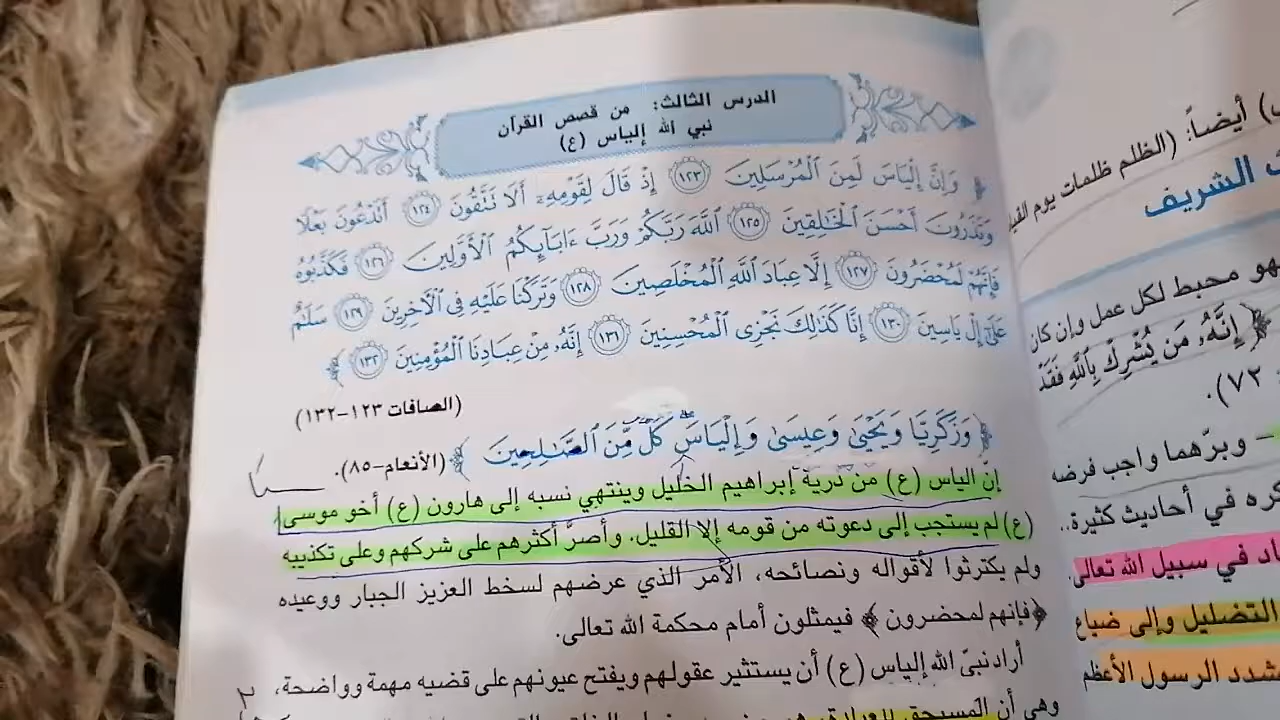 الدرس الثالث: من قصص القرآن
نبي الله إلياس (ع)
﴿ وَإِنَّ إِلْيَاسَ لَمِنَ الْمُرْسَلِينَ ١٢٣ إِذْ قَالَ لِقَوْمِهِ أَلَا تَتَّقُونَ ١٢٤ أَتَدْعُونَ بَعْلًا
وَتَذَرُونَ أَحْسَنَ الْخَالِقِينَ ١٢٥ اللَّهَ رَبَّكُمْ وَرَبَّ آبَائِكُمُ الْأَوَّلِينَ ١٢٦ فَكَذَّبُوهُ
فَإِنَّهُمْ لَمُحْضَرُونَ ١٢٧ إِلَّا عِبَادَ اللَّهِ الْمُخْلَصِينَ ١٢٨ وَتَرَكْنَا عَلَيْهِ فِي الْآخِرِينَ ١٢٩ سَلَامٌ
عَلَىٰ إِلْ يَاسِينَ ١٣٠ إِنَّا كَذَٰلِكَ نَجْزِي الْمُحْسِنِينَ ١٣١ إِنَّهُ مِنْ عِبَادِنَا الْمُؤْمِنِينَ ١٣٢ ﴾
(الصافات ١٢٣-١٣٢)
﴿ وَزَكَرِيَّا وَيَحْيَىٰ وَعِيسَىٰ وَإِلْيَاسَ كُلٌّ مِّنَ الصَّالِحِينَ ﴾ (الأنعام-٨٥).
إنّ الياس (ع) من ذرية إبراهيم الخليل وينتهي نسبه إلى هارون (ع) أخو موسى
(ع) لم يستجب إلى دعوته من قومه إلا القليل، وأصرَّ أكثرهم على شركهم وعلى تكذيبه
ولم يكترثوا لأقواله ونصائحه، الأمر الذي عرضهم لسخط العزيز الجبار ووعيده
﴿فإنهم لمحضرون﴾ فيمثلون أمام محكمة الله تعالى.
أرادنبيّ الله إلياس (ع) أن يستثير عقولهم ويفتح عيونهم على قضيه مهمة وواضحة،
وهي أن المستحق للعبادة
أيضاً: (الظلم ظلمات يوم
الشريف
محبط لكل عمل وإن كان
﴿ إِنَّهُ مَن يُشْرِكْ بِاللَّهِ فَقَدْ
٧٢).
- وبرّهما واجب فرضه
كره في أحاديث كثيرة..
في سبيل الله تعالى
التضليل وإلى ضياع
شدد الرسول الأعظم